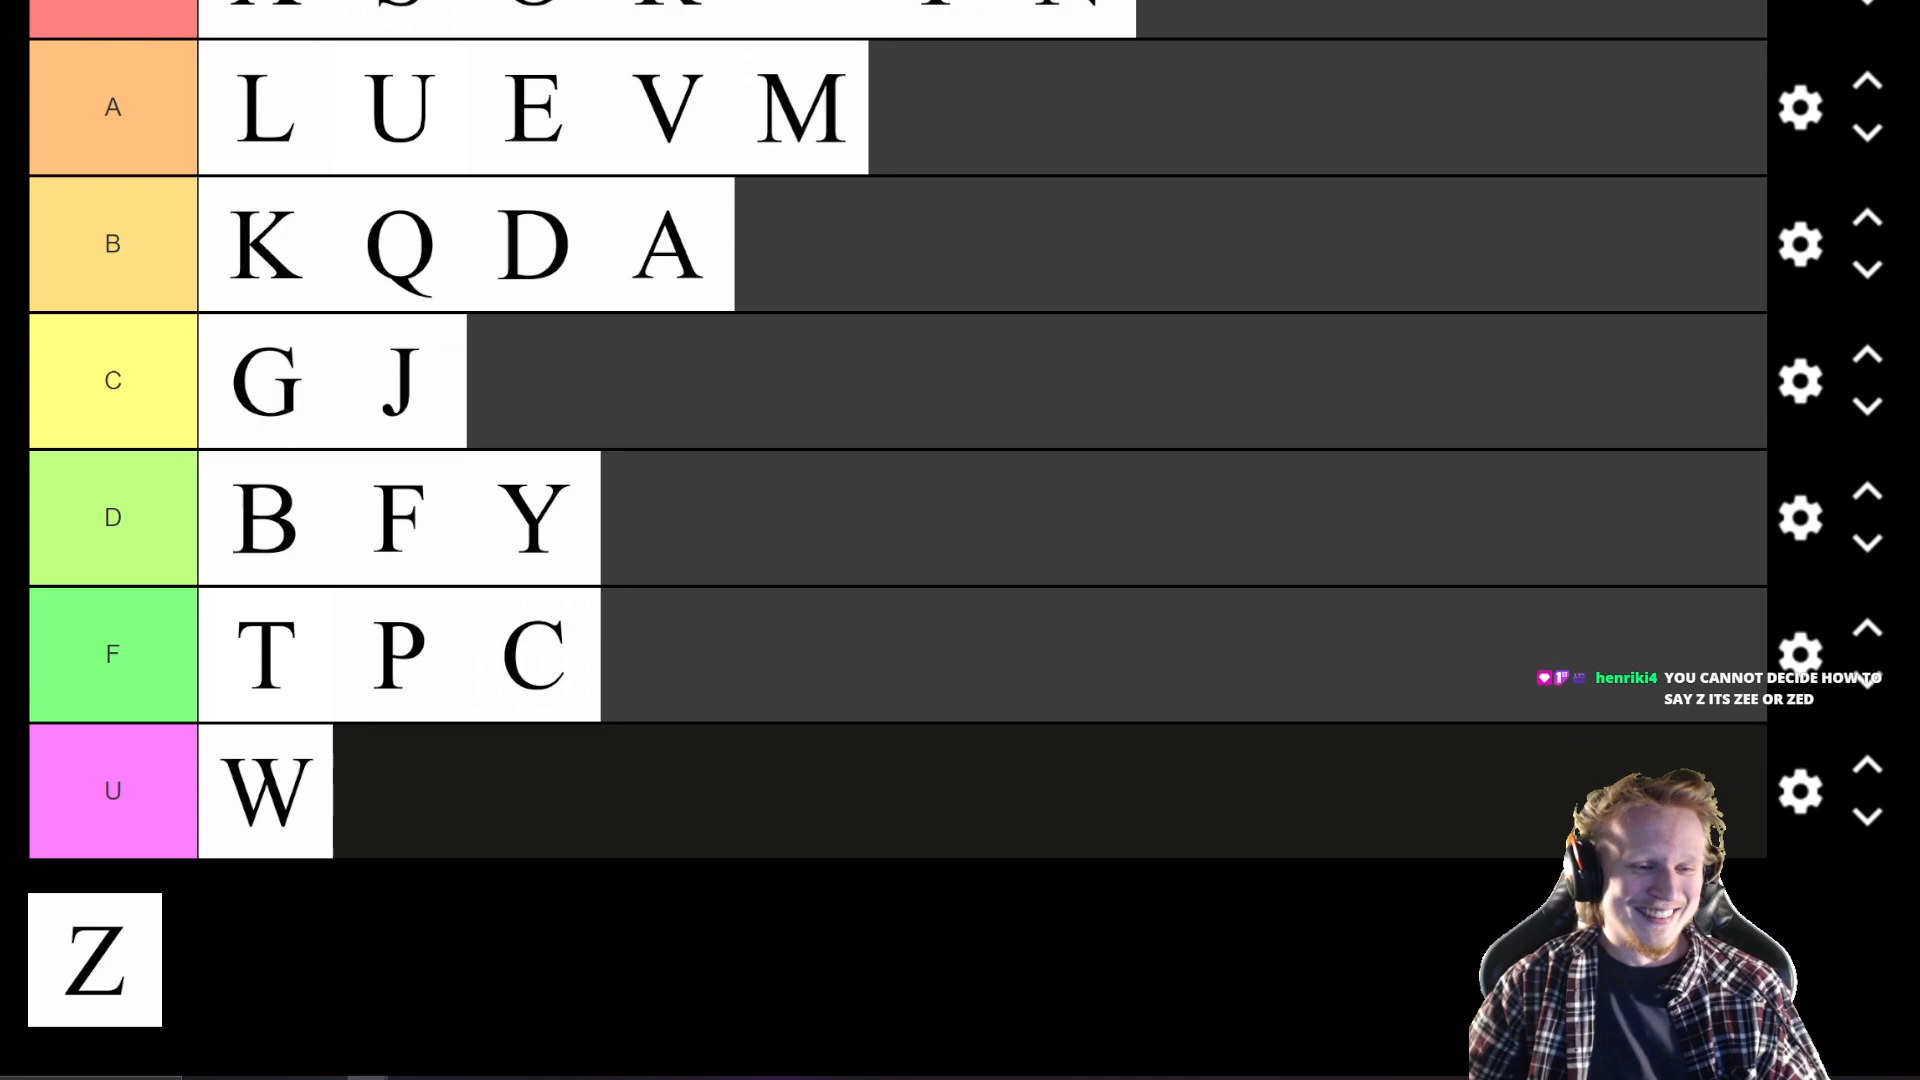 A L U E V M
B K Q D A
C G J
D B F Y
F T P C
henriki4 YOU CANNOT DECIDE HOW TO
SAY Z ITS ZEE OR ZED
U W
Z